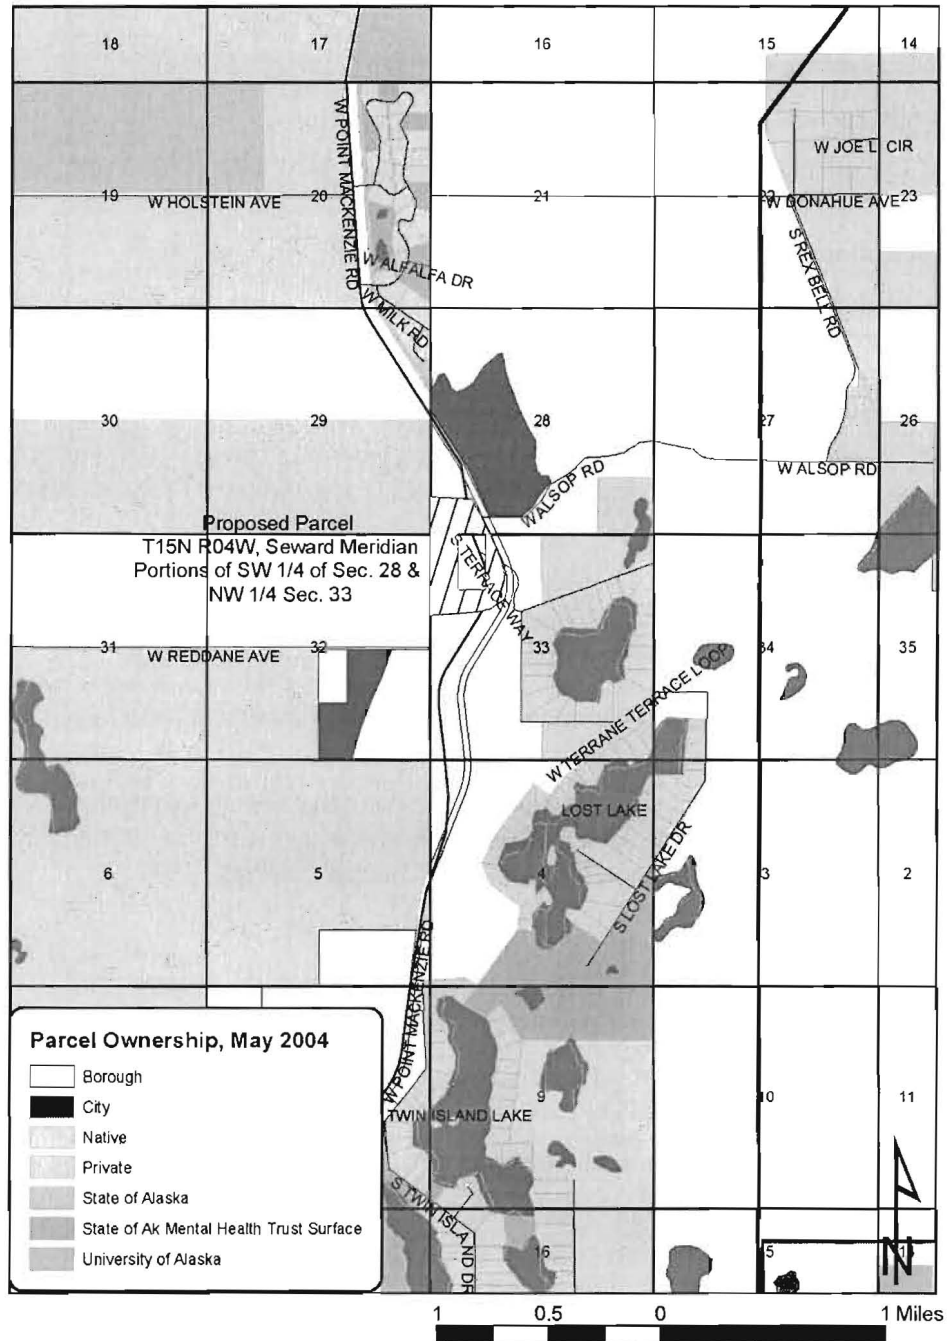 18
17
16
15
14
W POINT MACKENZIE RD
W JOE L CIR
19
W HOLSTEIN AVE
20
21
W DONAHUE AVE
23
S REX BELL RD
W ALFALFA DR
W MILK RD
30
29
28
27
26
W ALSOP RD
W ALSOP RD
Proposed Parcel
T15N R04W, Seward Meridian
Portions of SW 1/4 of Sec. 28 &
NW 1/4 Sec. 33
S TERRACE WAY
31
W REDDANE AVE
32
33
34
35
W TERRANE TERRACE LOOP
LOST LAKE
S LOST LAKE DR
6
5
4
3
2
W POINT MACKENZIE RD
Parcel Ownership, May 2004
Borough
City
Native
Private
State of Alaska
State of Ak Mental Health Trust Surface
University of Alaska
9
10
11
TWIN ISLAND LAKE
S TWIN ISLAND DR
16
N
1
0.5
0
1 Miles